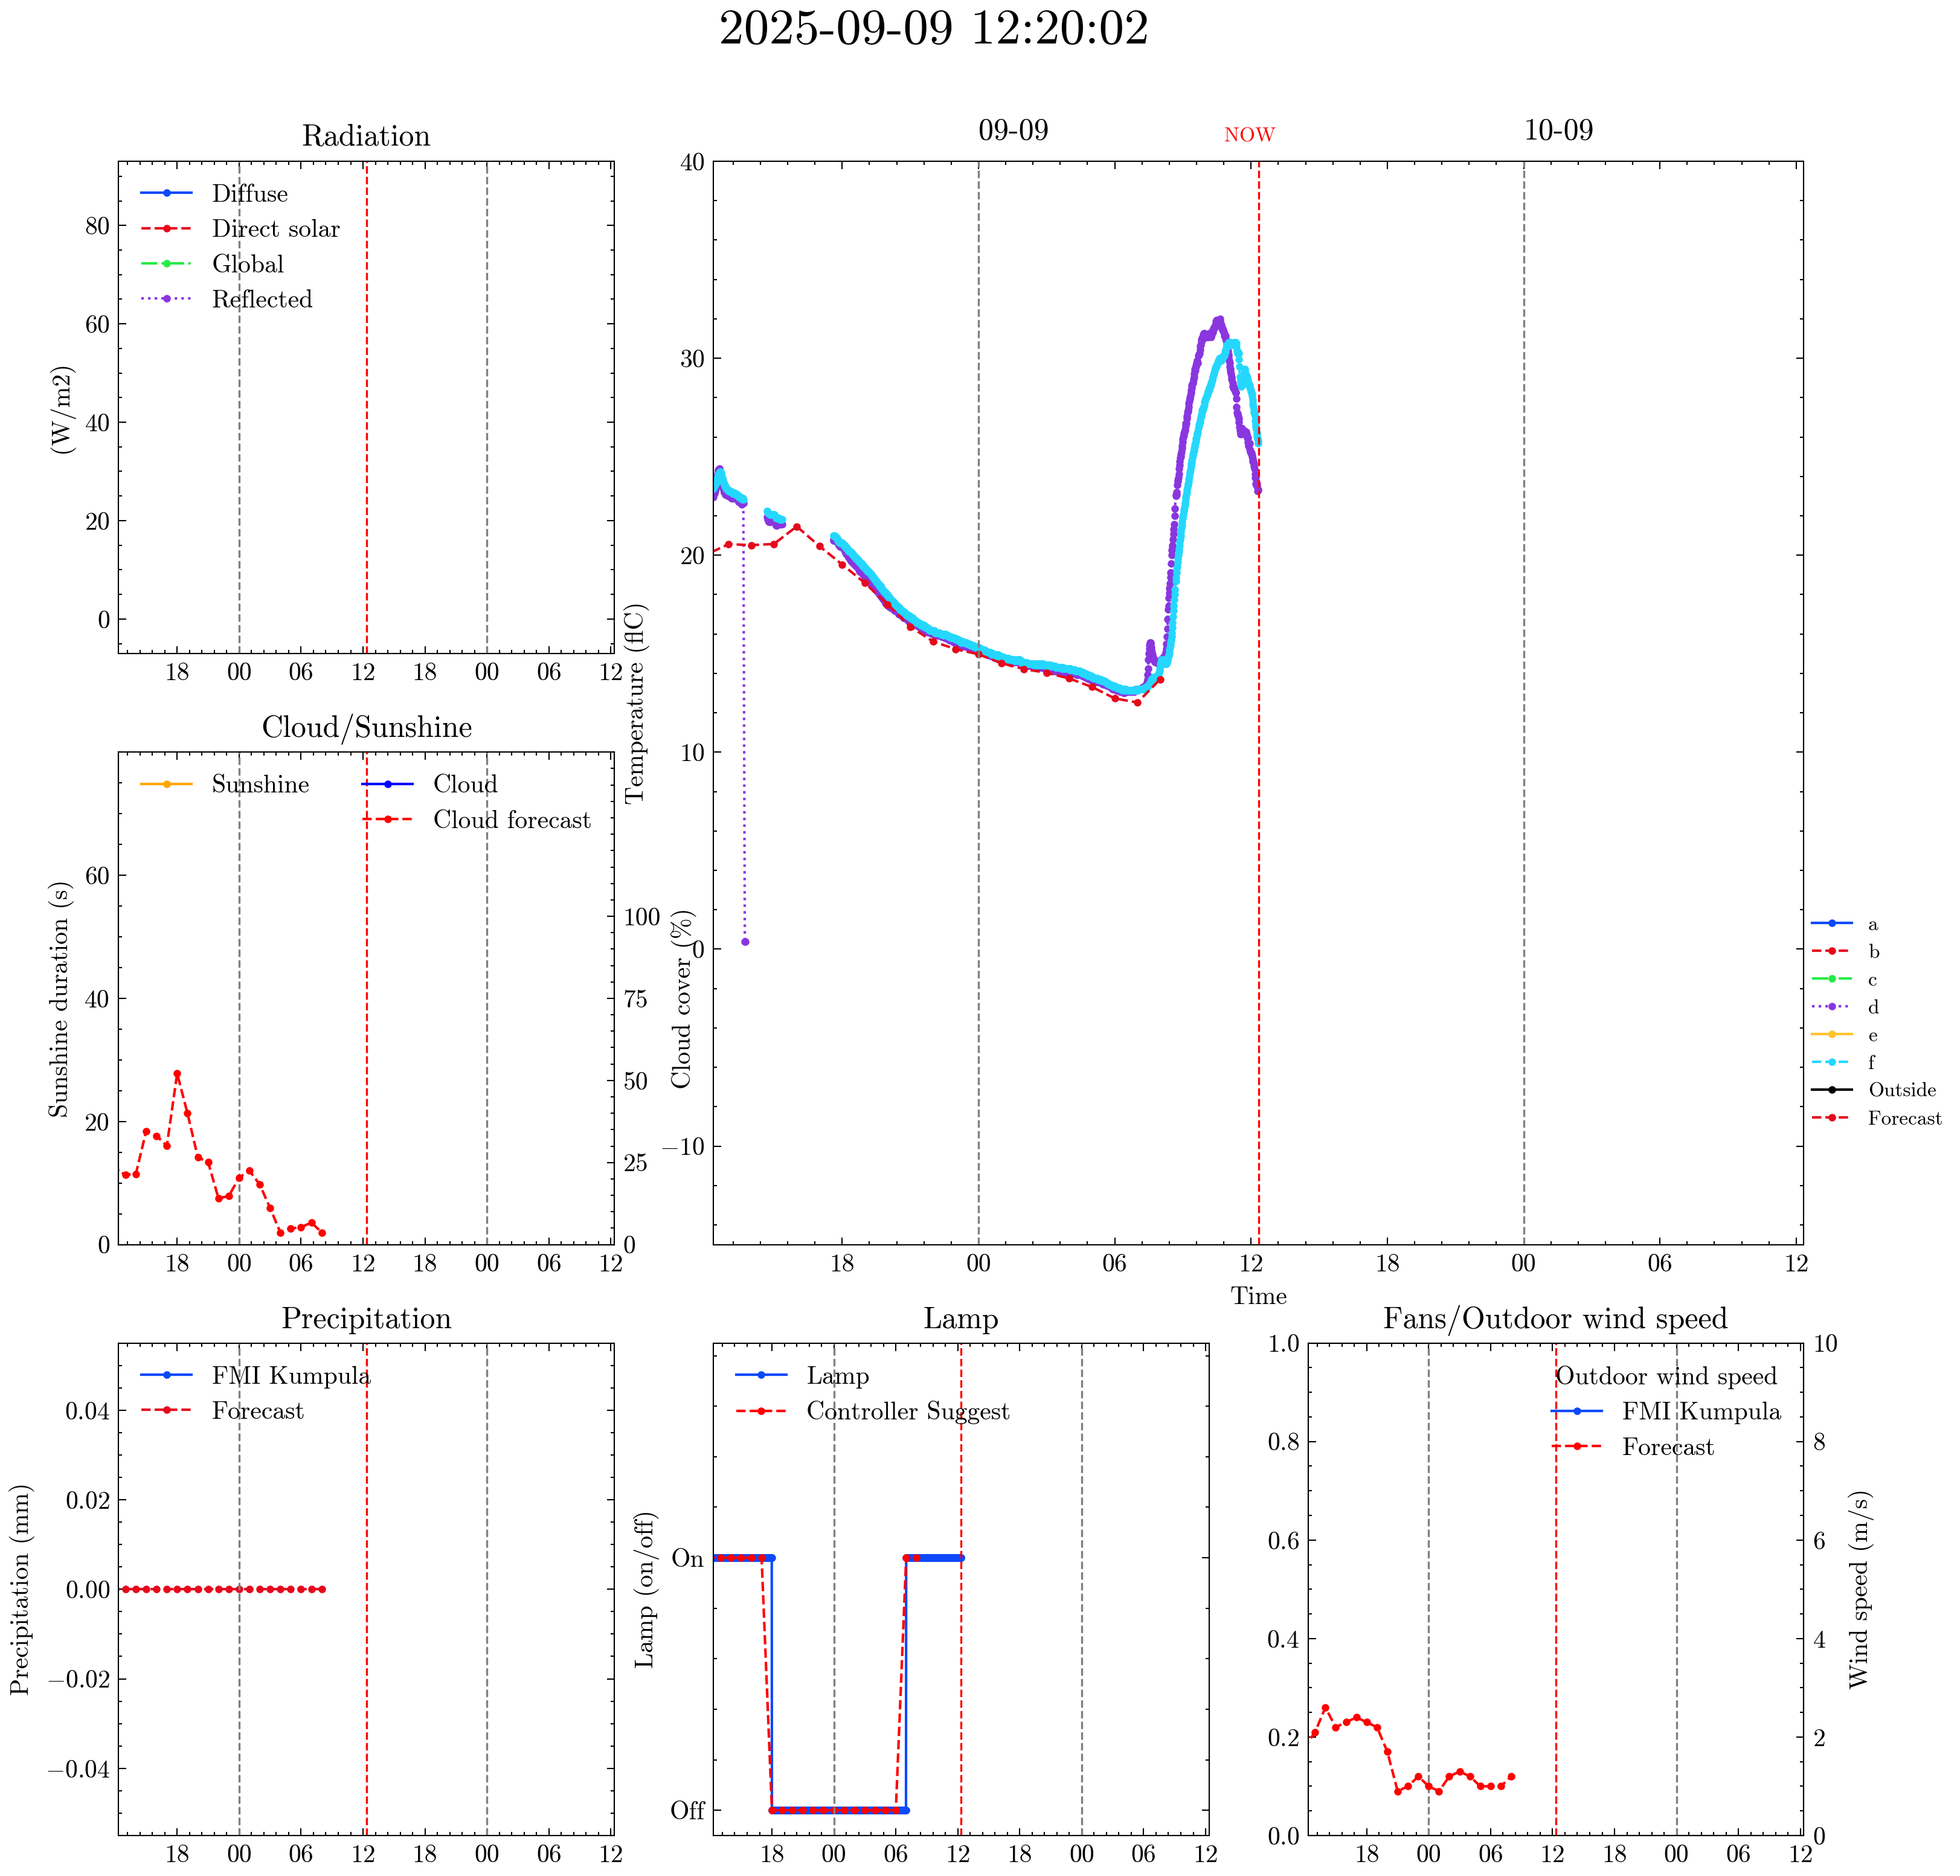 2025-09-09 12:20:02
Radiation
Diffuse
Direct solar
Global
Reflected
(W/m2)
80
60
40
20
0
18 00 06 12 18 00 06 12
09-09 NOW 10-09
Temperature (flC)
40
30
20
10
0
−10
18 00 06 12 18 00 06 12
Time
a
b
c
d
e
f
Outside
Forecast
Cloud/Sunshine
Sunshine
Cloud
Cloud forecast
Sunshine duration (s)
60
40
20
0
Cloud cover (%)
100
75
50
25
0
18 00 06 12 18 00 06 12
Precipitation
FMI Kumpula
Forecast
Precipitation (mm)
0.04
0.02
0.00
−0.02
−0.04
18 00 06 12 18 00 06 12
Lamp
Lamp
Controller Suggest
Lamp (on/off)
On
Off
18 00 06 12 18 00 06 12
Fans/Outdoor wind speed
Outdoor wind speed
FMI Kumpula
Forecast
1.0
0.8
0.6
0.4
0.2
0.0
Wind speed (m/s)
10
8
6
4
2
0
18 00 06 12 18 00 06 12